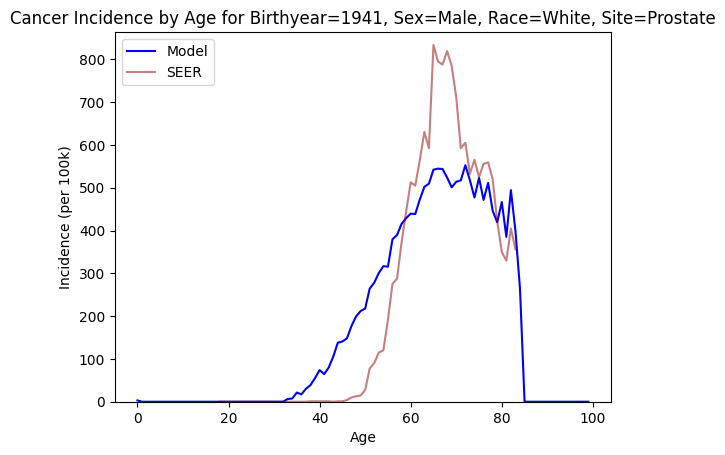 Cancer Incidence by Age for Birthyear=1941, Sex=Male, Race=White, Site=Prostate
Model
SEER
800
700
600
500
400
300
200
100
0
Incidence (per 100k)
0 20 40 60 80 100
Age